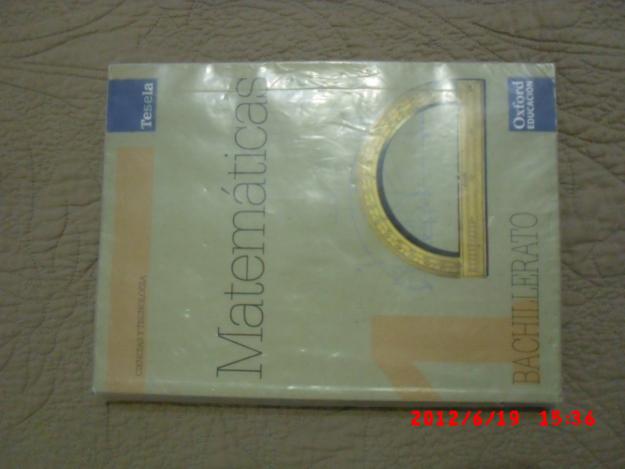 Tesela
CIENCIAS Y TECNOLOGÍA
Matemáticas
1
BACHILLERATO
Oxford
EDUCACIÓN
2012/6/19 15:36